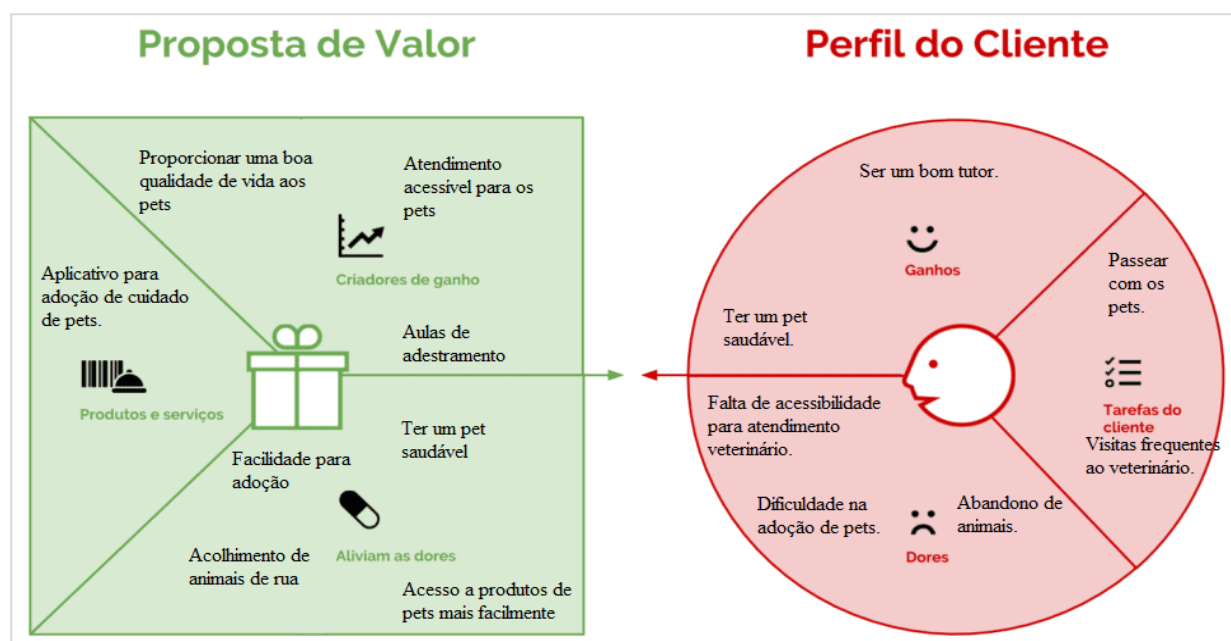 Proposta de Valor
Proporcionar uma boa
qualidade de vida aos
pets
Atendimento
acessível para os
pets
Criadores de ganho
Aplicativo para
adoção de cuidado
de pets.
Produtos e serviços
Aulas de
adestramento
Ter um pet
saudável
Facilidade para
adoção
Aliviam as dores
Acolhimento de
animais de rua
Acesso a produtos de
pets mais facilmente
Perfil do Cliente
Ser um bom tutor.
Ganhos
Ter um pet
saudável.
Passear
com os
pets.
Tarefas do
cliente
Visitas frequentes
ao veterinário.
Falta de acessibilidade
para atendimento
veterinário.
Dificuldade na
adoção de pets.
Abandono de
animais.
Dores